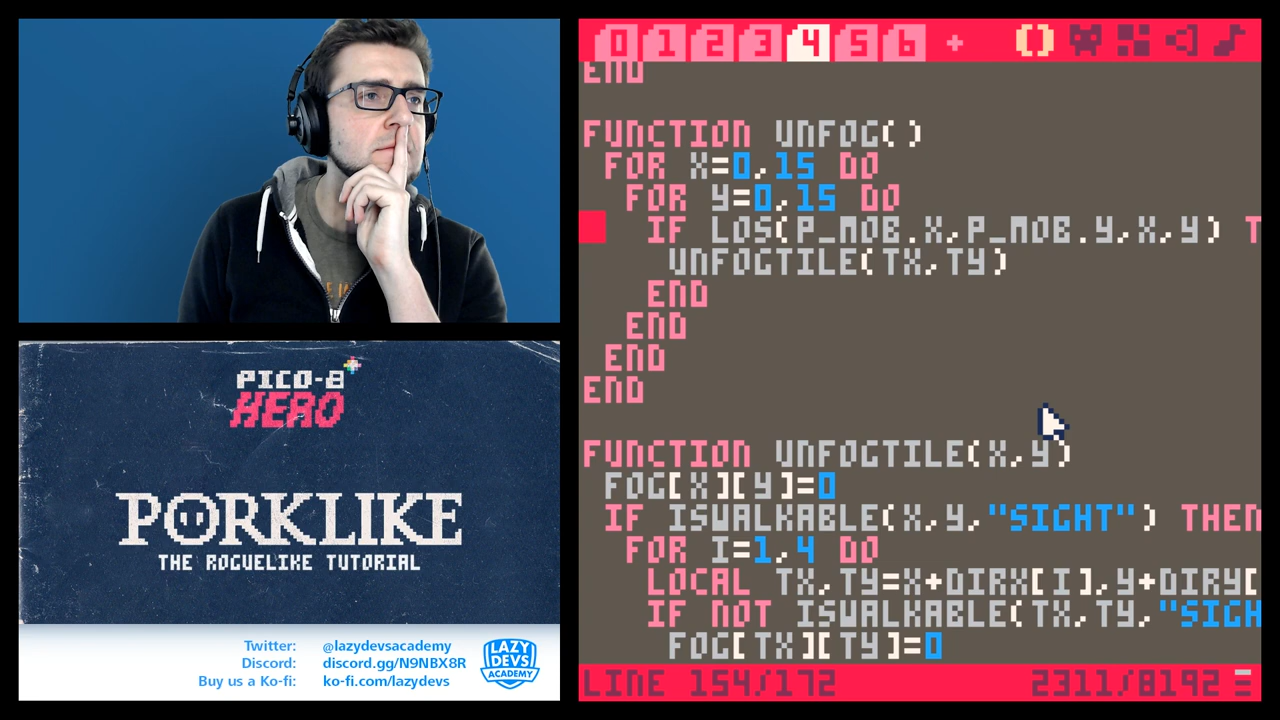 0 1 2 3 4 5 6 +
END
FUNCTION UNFOG()
FOR X=0,15 DO
FOR Y=0,15 DO
IF LOS(P_MOB.X,P_MOB.Y,X,Y) T
UNFOGTILE(TX,TY)
END
END
END
END
FUNCTION UNFOGTILE(X,Y)
FOG[X][Y]=0
IF ISWALKABLE(X,Y,"SIGHT") THEN
FOR I=1,4 DO
LOCAL TX,TY=X+DIRX[I],Y+DIRY[
IF NOT ISWALKABLE(TX,TY,"SIGH
FOG[TX][TY]=0
LINE 154/172 2311/8192
PICO-8
HERO
PORKLIKE
THE ROGUELIKE TUTORIAL
Twitter: @lazydevsacademy
Discord: discord.gg/N9NBX8R
Buy us a Ko-fi: ko-fi.com/lazydevs
LAZY
DEVS
ACADEMY